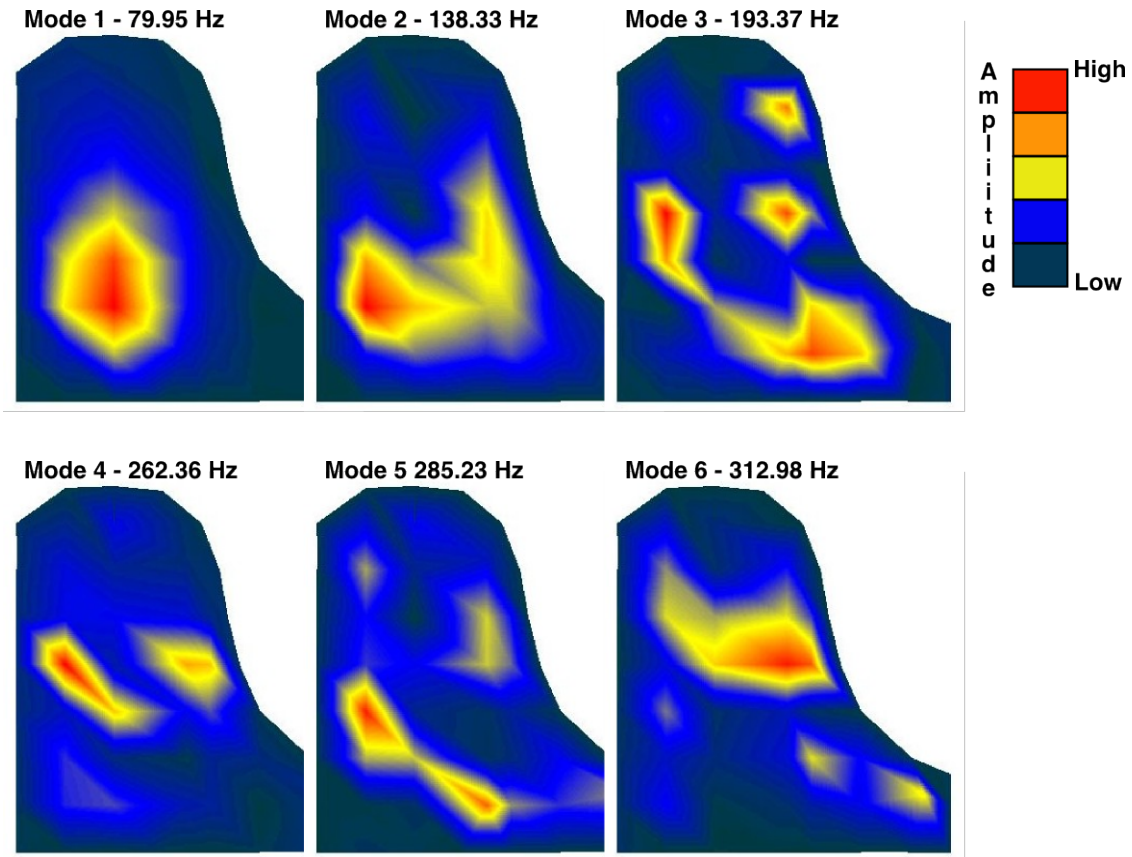 Mode 1 - 79.95 Hz
Mode 2 - 138.33 Hz
Mode 3 - 193.37 Hz
Amplitude
High
Low
Mode 4 - 262.36 Hz
Mode 5 285.23 Hz
Mode 6 - 312.98 Hz